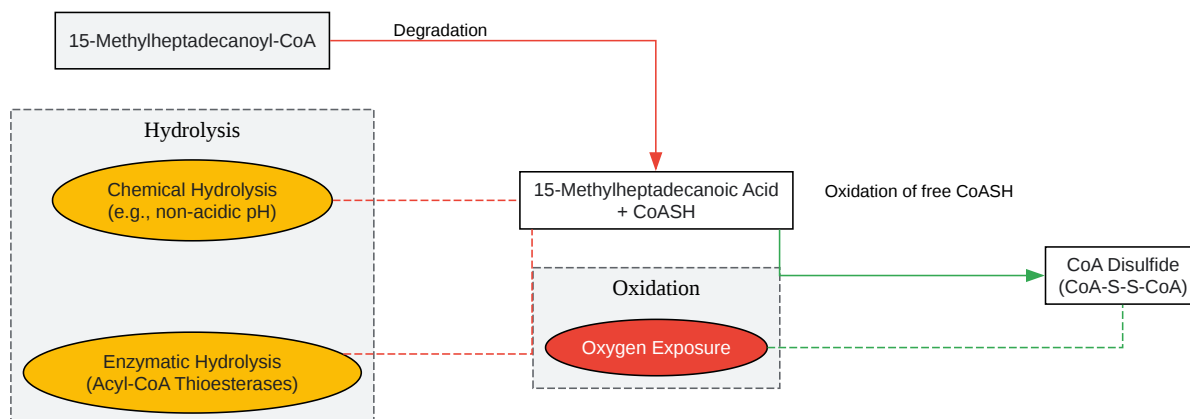 15-Methylheptadecanoyl-CoA
Degradation
Hydrolysis
Chemical Hydrolysis
(e.g., non-acidic pH)
15-Methylheptadecanoic Acid
+ CoASH
Oxidation of free CoASH
CoA Disulfide
(CoA-S-S-CoA)
Oxidation
Oxygen Exposure
Enzymatic Hydrolysis
(Acyl-CoA Thioesterases)